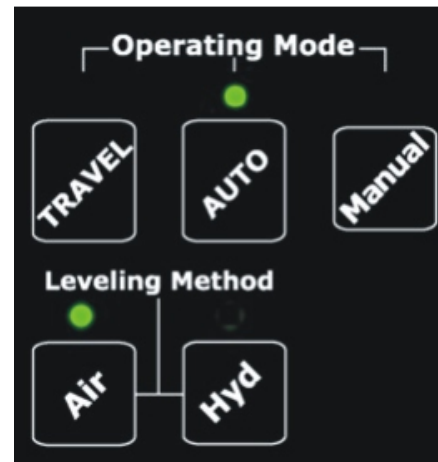 Operating Mode
TRAVEL AUTO Manual
Leveling Method
Air Hyd